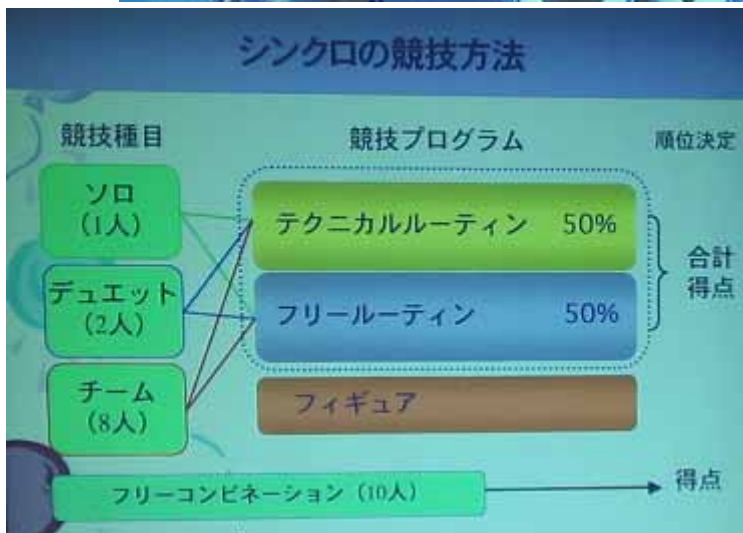 シンクロの競技方法
競技種目
競技プログラム
順位決定
ソロ
(1人)
テクニカルルーティン 50%
デュエット
(2人)
フリールーティン 50%
合計
得点
チーム
(8人)
フィギュア
フリーコンビネーション (10人)
得点